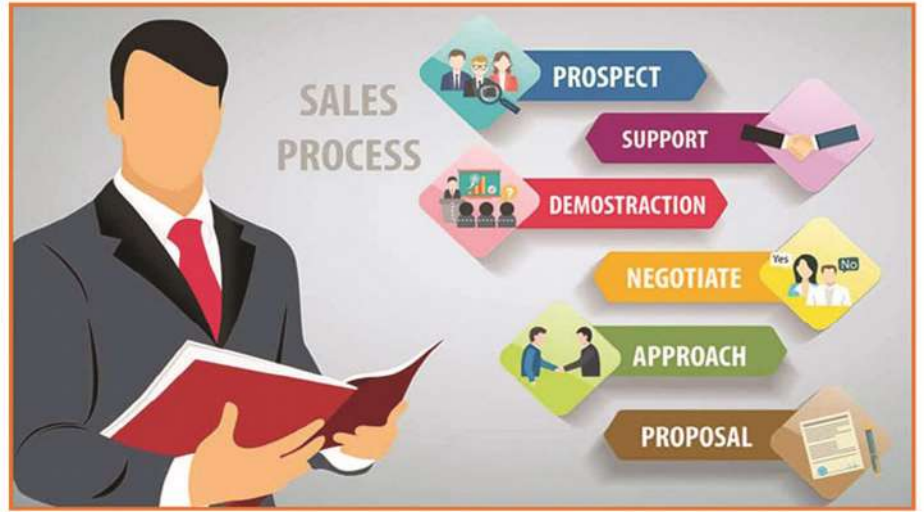 SALES
PROCESS
PROSPECT
SUPPORT
DEMOSTRACTION
NEGOTIATE
Yes
No
APPROACH
PROPOSAL